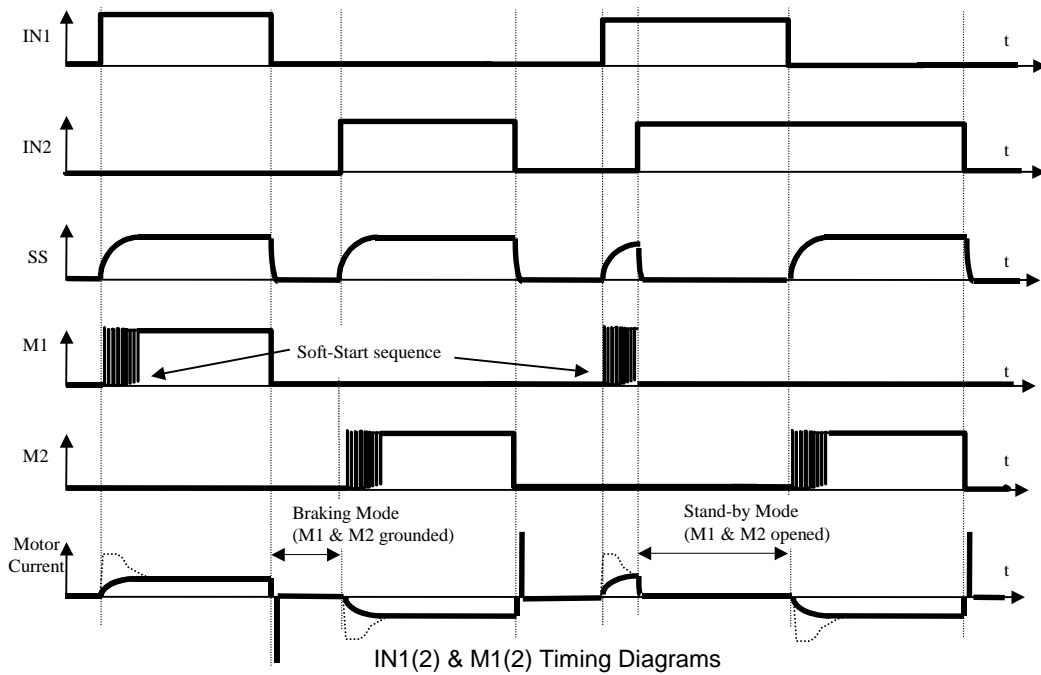 IN1
t
IN2
t
SS
t
M1
Soft-Start sequence
t
M2
t
Braking Mode
(M1 & M2 grounded)
Stand-by Mode
(M1 & M2 opened)
Motor
Current
t
IN1(2) & M1(2) Timing Diagrams